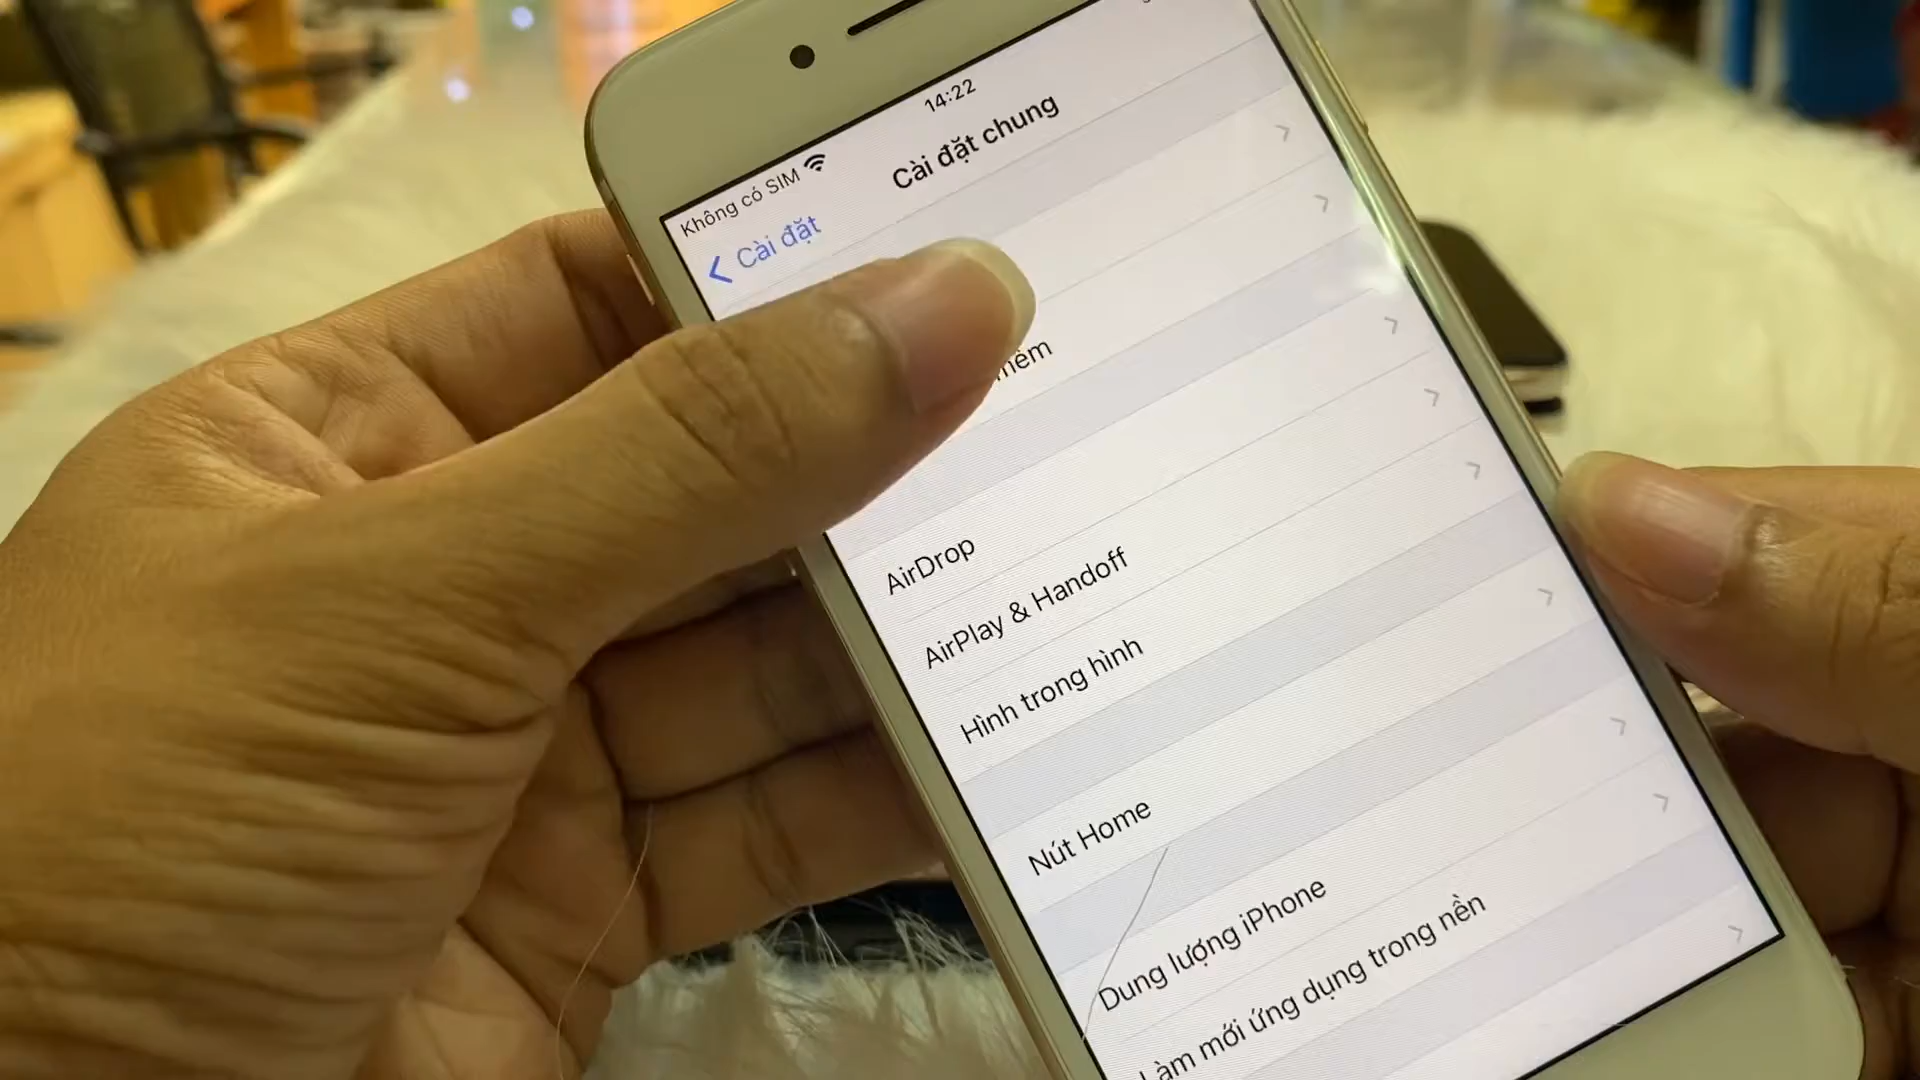 14:22
Không có SIM
Cài đặt chung
Cài đặt
AirDrop
AirPlay & Handoff
Hình trong hình
Nút Home
Dung lượng iPhone
Làm mới ứng dụng trong nền